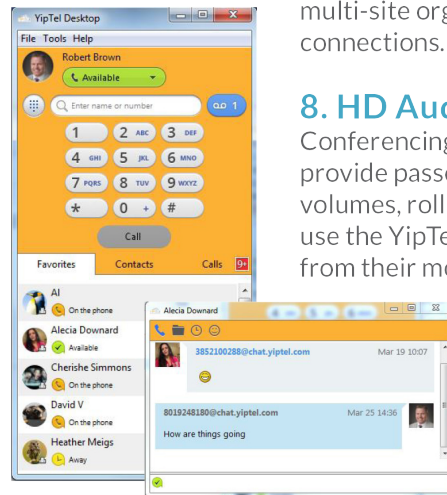 YipTel Desktop
File Tools Help
Robert Brown
Available
Enter name or number
1
1
2 ABC
3 DEF
4 GHI
5 JKL
6 MNO
7 PQRS
8 TUV
9 WXYZ
*
0 +
#
Call
Favorites Contacts Calls 9+
Al
On the phone
Alecia Downard
Available
Cherishe Simmons
On the phone
David V
On the phone
Heather Meigs
Away
Alecia Downard
3852100288@chat.yiptel.com Mar 19 10:07
8019248180@chat.yiptel.com Mar 25 14:36
How are things going
multi-site org
connections.
8. HD Aud
Conferencing
provide passc
volumes, roll
use the YipTe
from their mo